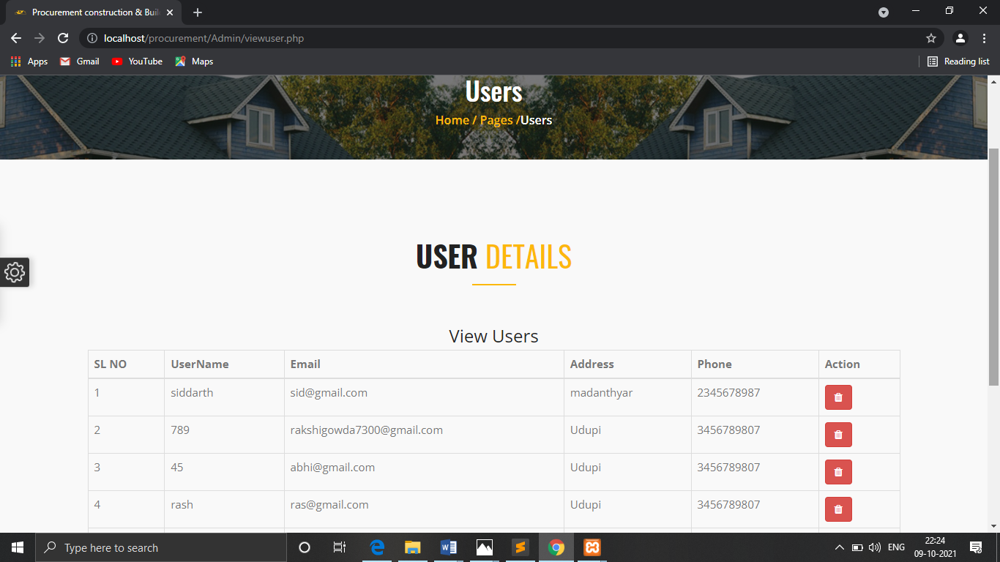 Procurement construction & Buil
localhost/procurement/Admin/viewuser.php
Apps Gmail YouTube Maps Reading list
Users
Home / Pages /Users
USER DETAILS
View Users
SL NO UserName Email Address Phone Action
1 siddarth sid@gmail.com madanthyar 2345678987
2 789 rakshigowda7300@gmail.com Udupi 3456789807
3 45 abhi@gmail.com Udupi 3456789807
4 rash ras@gmail.com Udupi 3456789807
Type here to search
ENG
22:24
09-10-2021